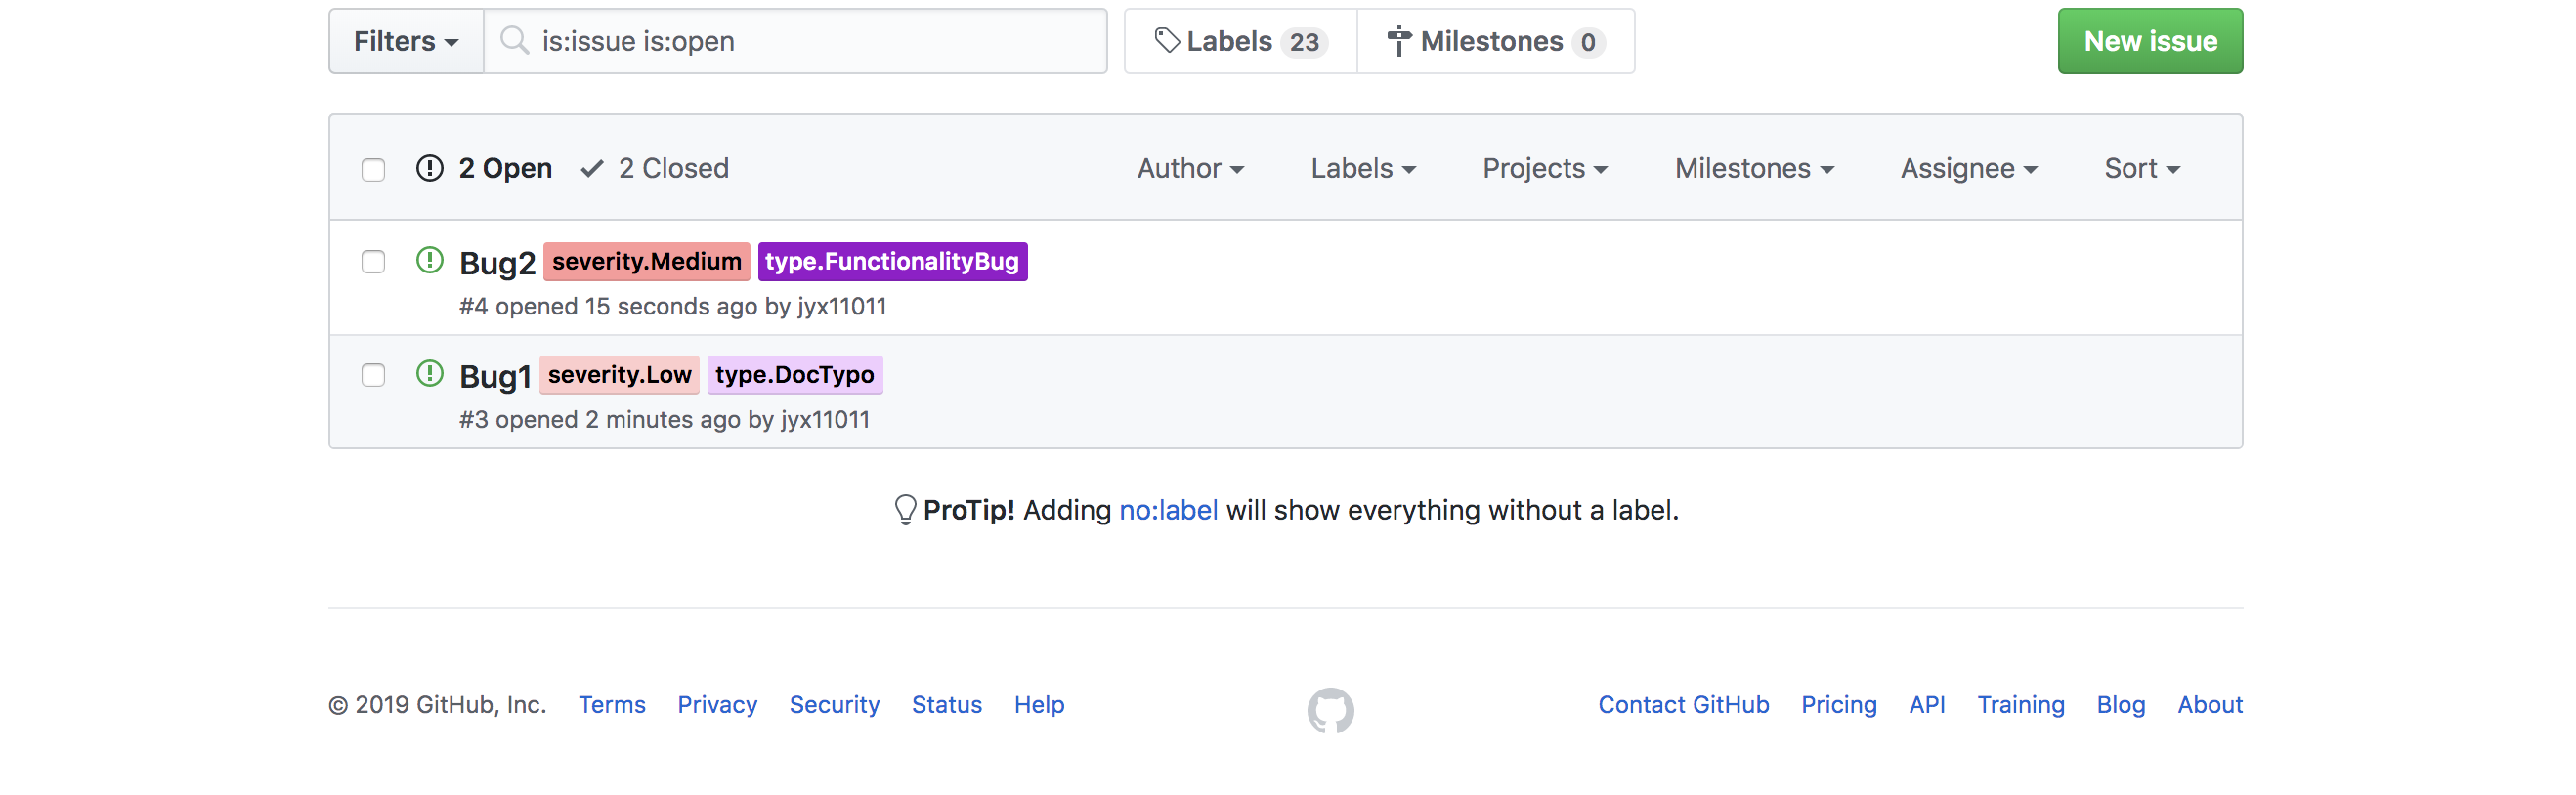 Filters is:issue is:open Labels 23 Milestones 0 New issue
2 Open 2 Closed Author Labels Projects Milestones Assignee Sort
Bug2 severity.Medium type.FunctionalityBug
#4 opened 15 seconds ago by jyx11011
Bug1 severity.Low type.DocTypo
#3 opened 2 minutes ago by jyx11011
ProTip! Adding no:label will show everything without a label.
© 2019 GitHub, Inc. Terms Privacy Security Status Help Contact GitHub Pricing API Training Blog About